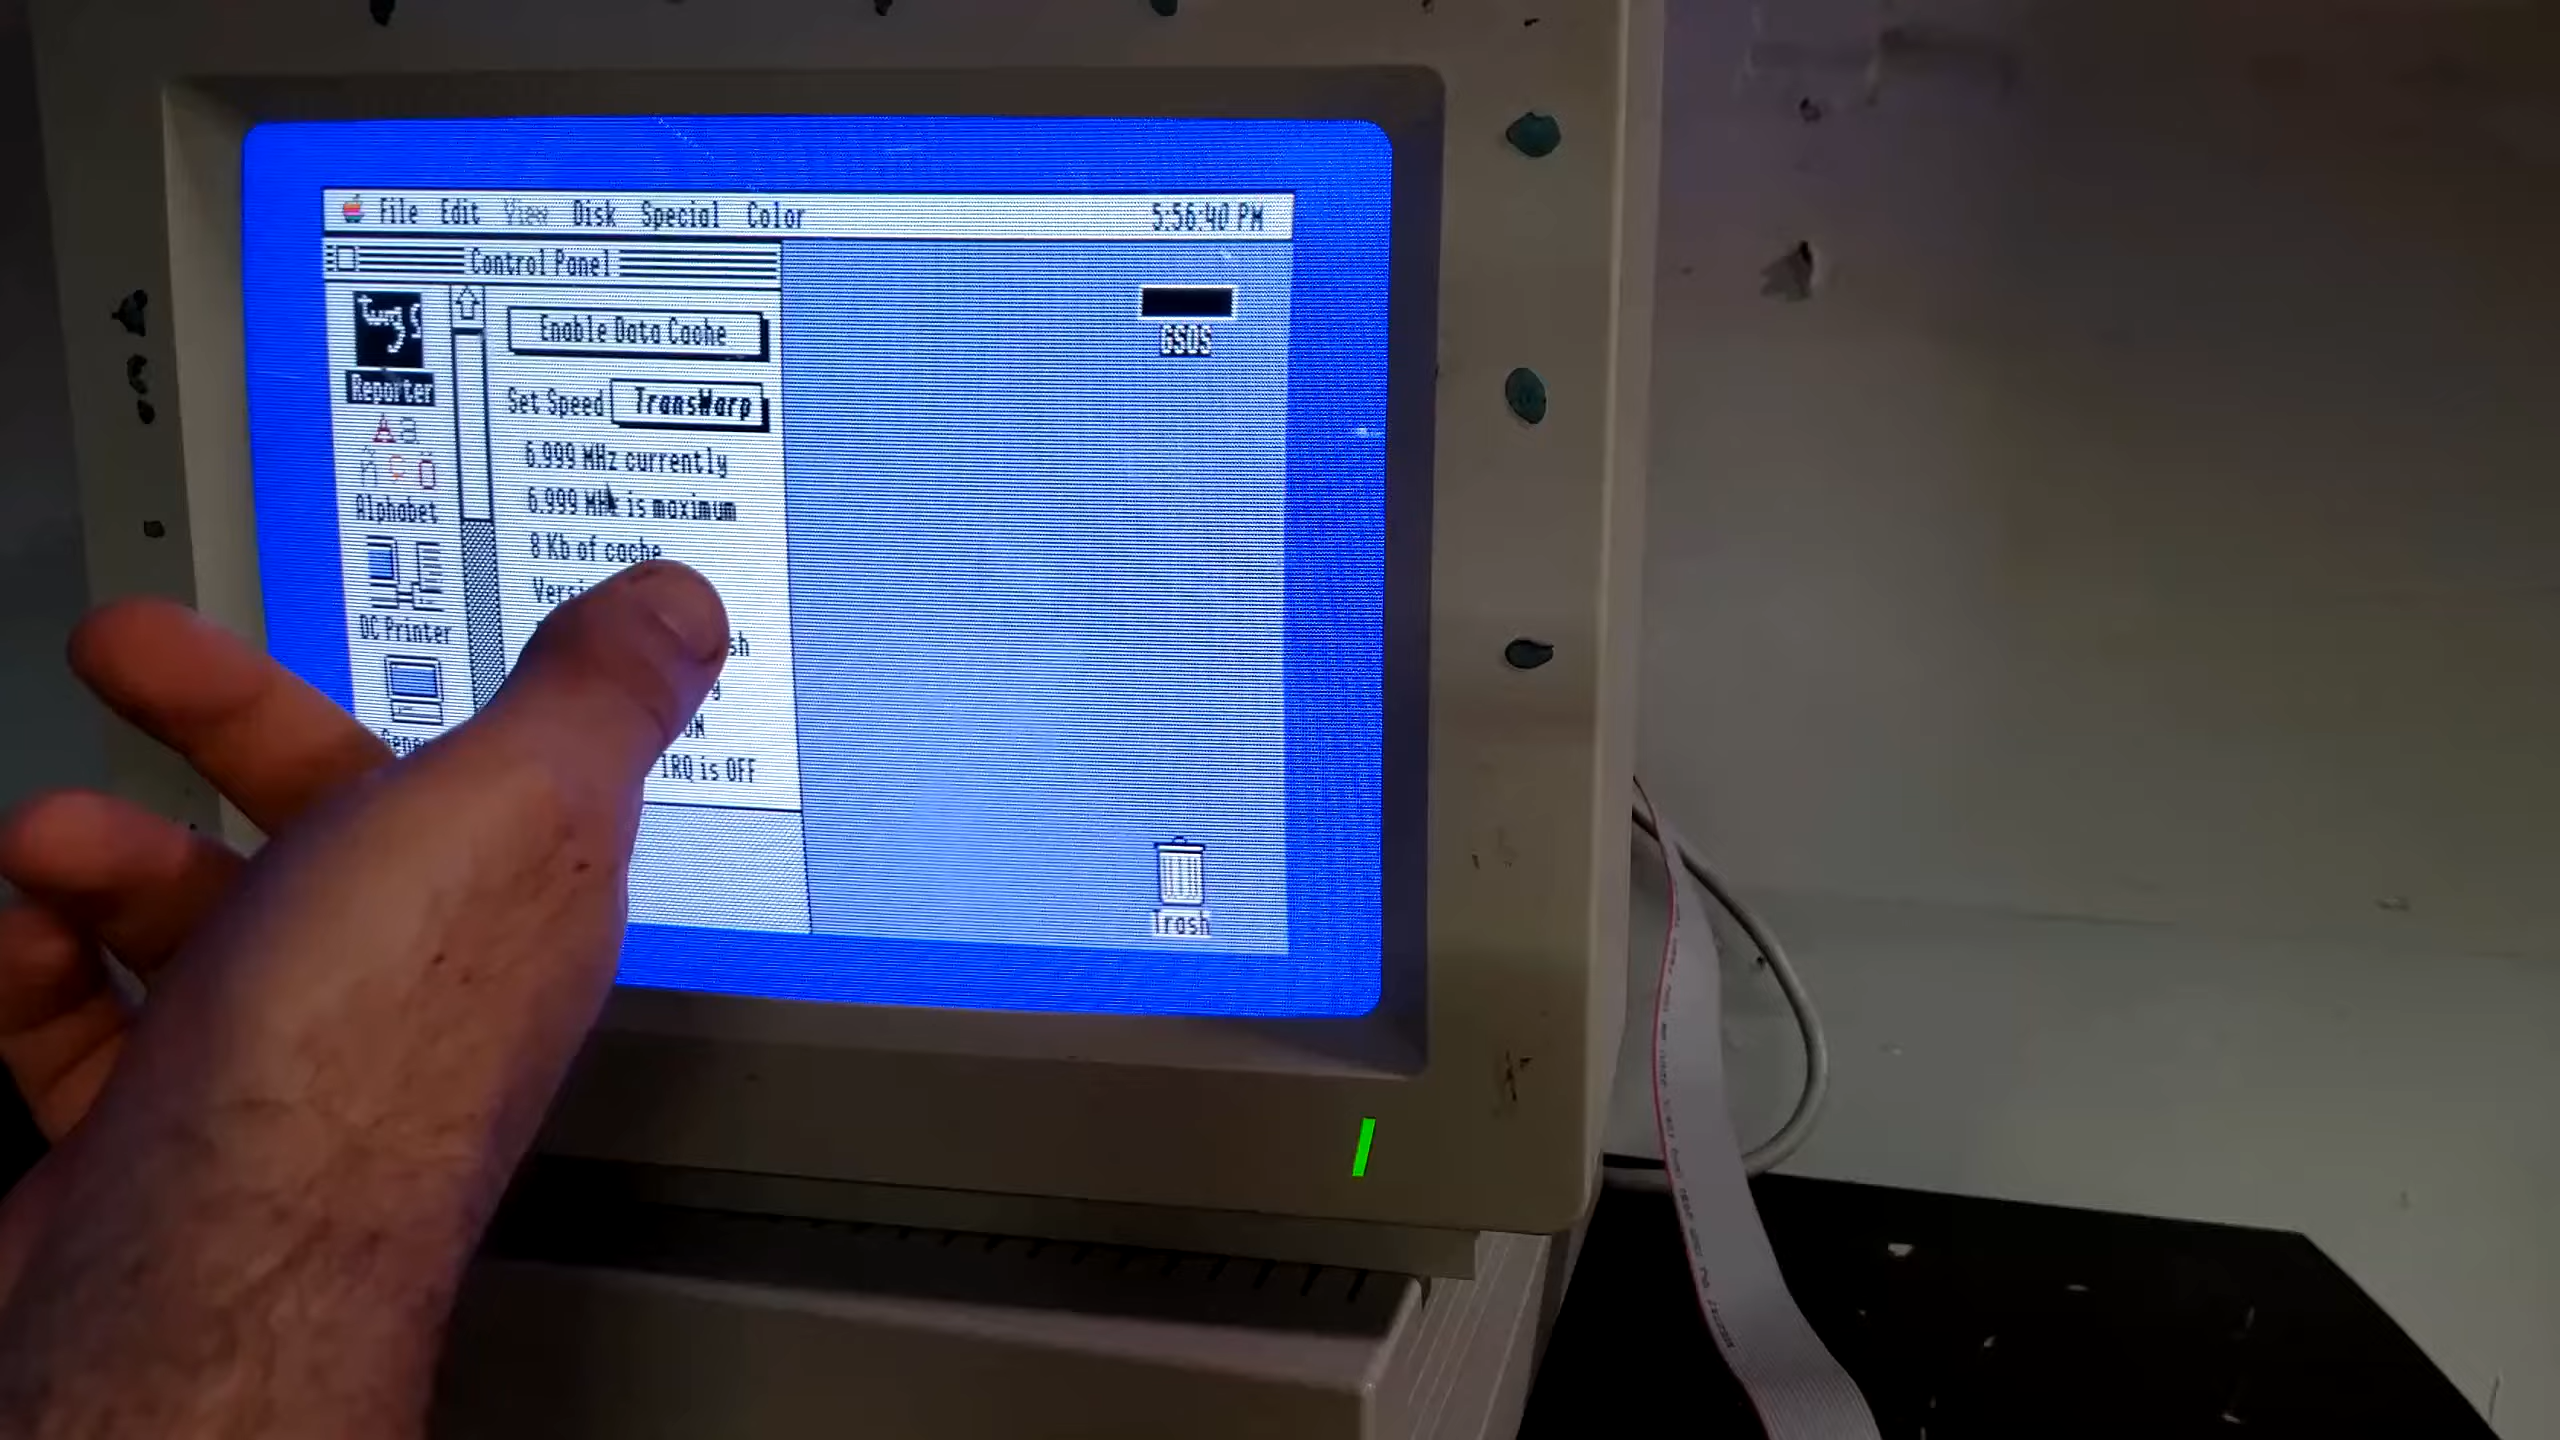 File Edit View Disk Special Color 5:56:40 PM
Control Panel
twgs
Reporter
Alphabet
DC Printer
Enable Data Cache
Set Speed TransWarp
6.999 MHz currently
6.999 MHz is maximum
8 Kb of cache
IRQ is OFF
GSOS
Trash